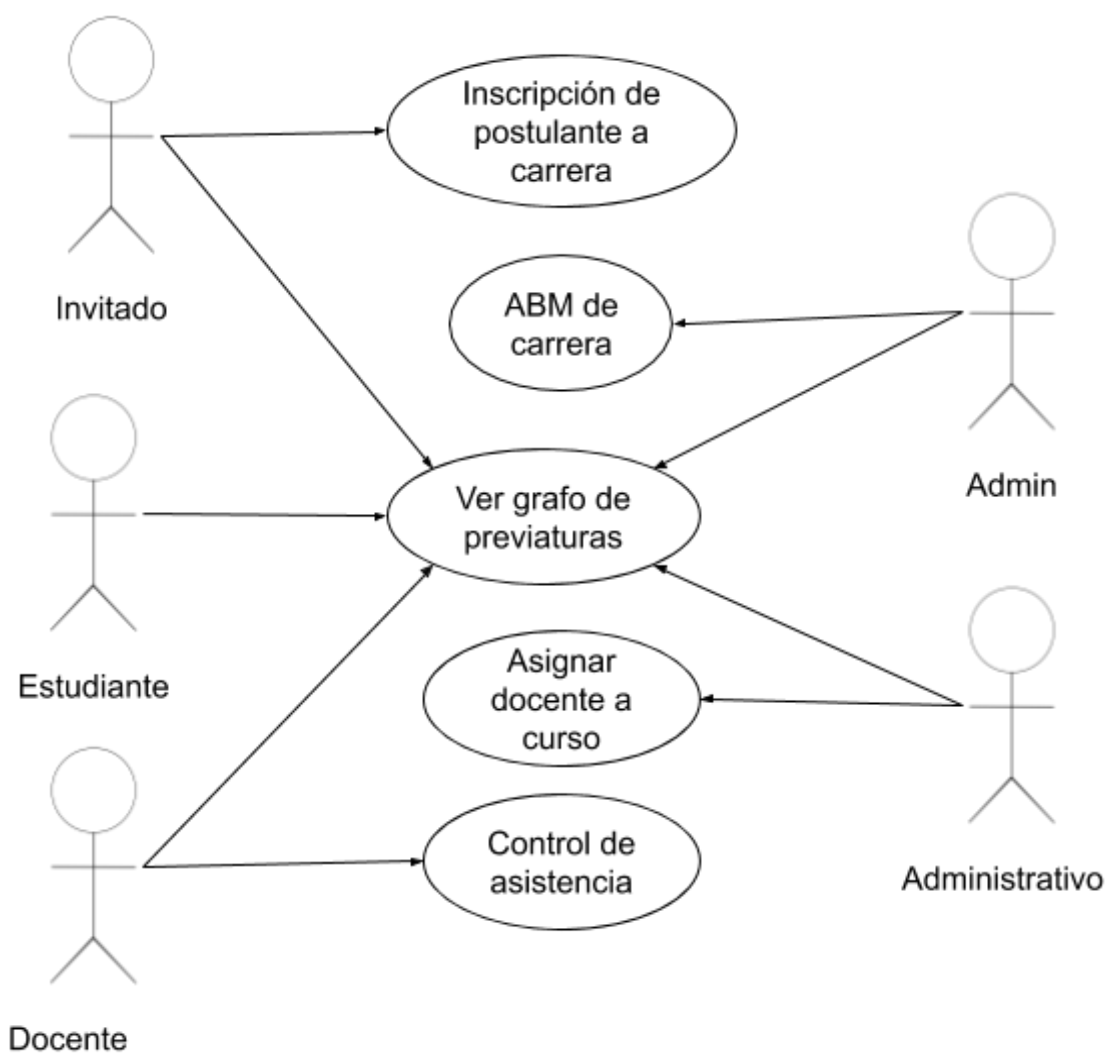 Inscripción de
postulante a
carrera
Invitado
ABM de
carrera
Admin
Ver grafo de
previaturas
Estudiante
Asignar
docente a
curso
Administrativo
Control de
asistencia
Docente